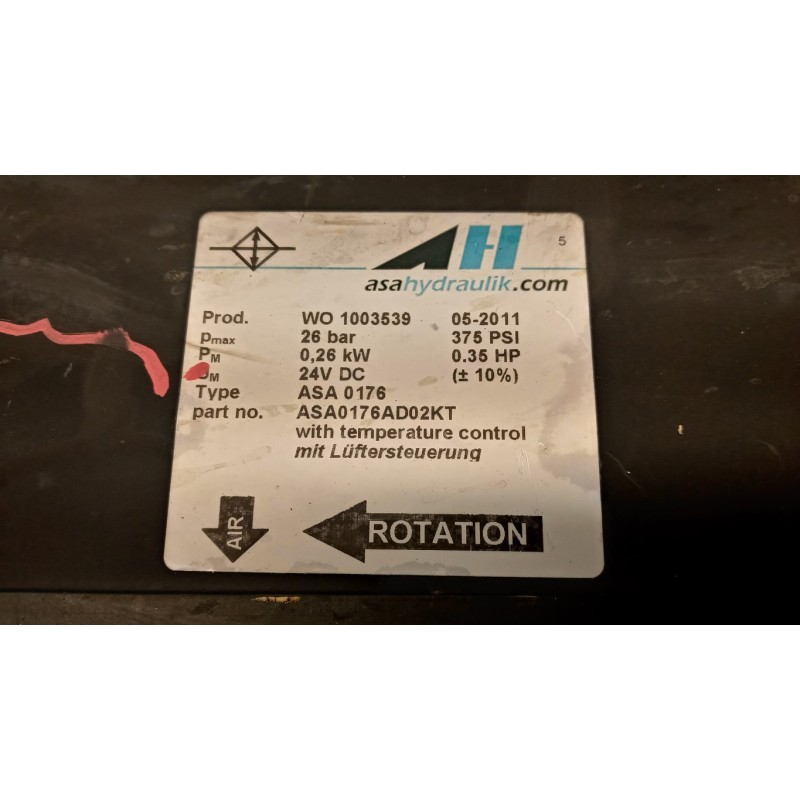 AH
5
asahydraulik.com
Prod. WO 1003539 05-2011
pmax 26 bar 375 PSI
PM 0,26 kW 0.35 HP
M 24V DC (± 10%)
Type ASA 0176
part no. ASA0176AD02KT
with temperature control
mit Lüftersteuerung
AIR
ROTATION